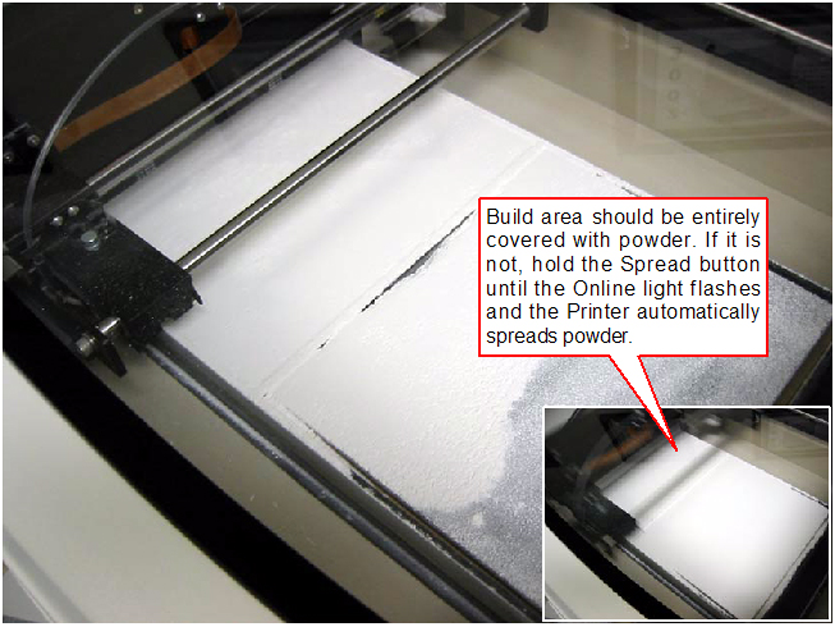 Build area should be entirely
covered with powder. If it is
not, hold the Spread button
until the Online light flashes
and the Printer automatically
spreads powder.